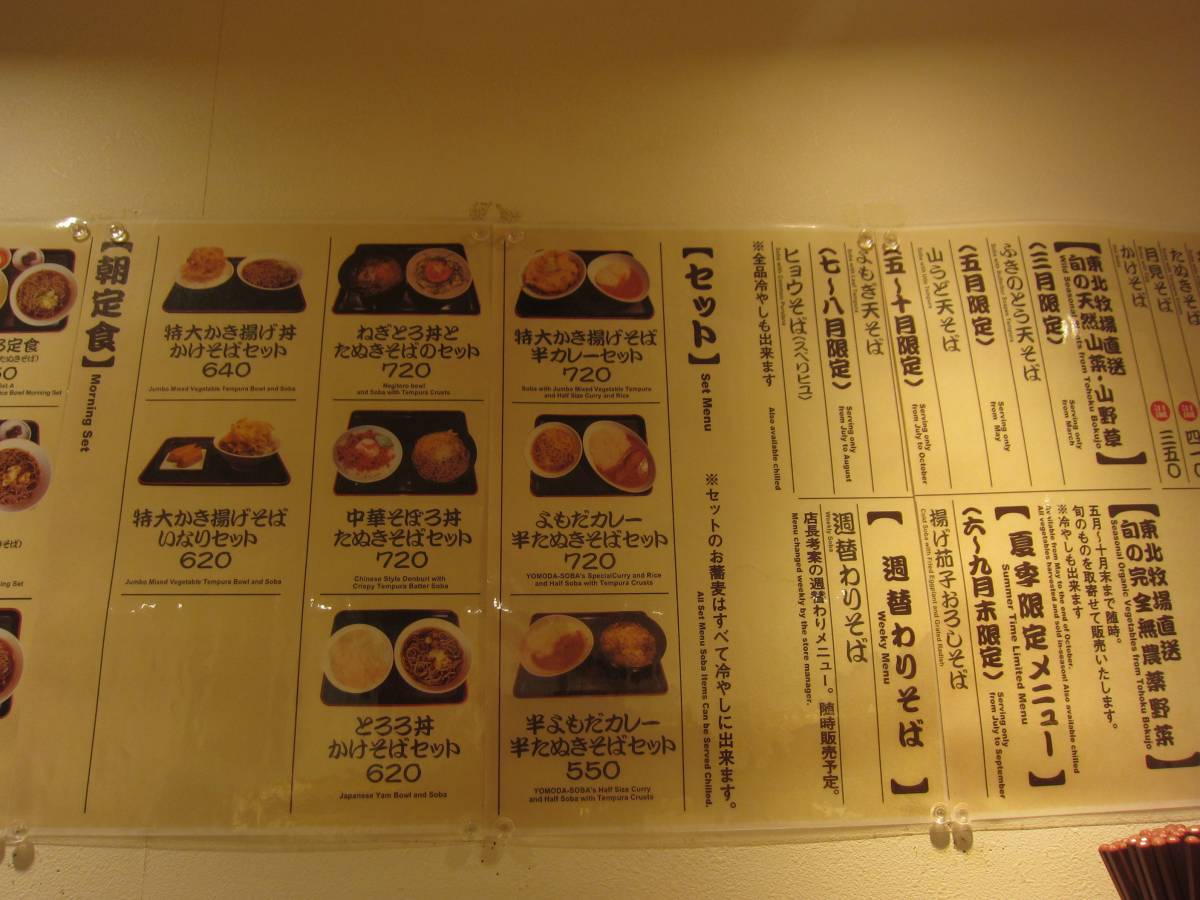 たぬきそば
月見そば
四一〇
かけそば
三五〇
【東北牧場直送
旬の天然山菜・山野草】
〈三月限定〉
Serving only
from March
ふきのとう天そば
〈五月限定〉
Serving only
from May
山うど天そば
〈五〜十月限定〉
Serving only
from July to October
よもぎ天そば
〈七〜八月限定〉
Serving only
from July to August
ヒョウそば(スベリヒユ)
※全品冷やしも出来ます
Also available chilled
【東北牧場直送
旬の完全無農薬野菜】
Seasonal Organic Vegetables from Tohoku Bokujo
五月〜十月末まで随時。
旬のものを取寄せて販売いたします。
※冷やしも出来ます
【夏季限定メニュー】
Summer Time Limited Menu
〈六〜九月末限定〉
Serving only
from July to September
揚げ茄子おろしそば
Cold Soba with Fried Eggplant and Grated Radish
【週替わりそば】
Weeky Menu
週替わりそば
Weekly Soba
店長考案の週替わりメニュー。随時販売予定。
Menu changed weekly by the store manager.
【セット】 Set Menu
※セットのお蕎麦はすべて冷やしに出来ます。
All Set Menu Soba Items Can be Served Chilled.
特大かき揚げそば
半カレーセット
720
Soba with Jumbo Mixed Vegetable Tempura
and Half Size Curry and Rice
よもだカレー
半たぬきそばセット
720
YOMODA-SOBA's SpecialCurry and Rice
and Half Soba with Tempura Crusts
半よもだカレー
半たぬきそばセット
550
YOMODA-SOBA's Half Size Curry
and Half Soba with Tempura Crusts
ねぎとろ丼と
たぬきそばのセット
720
Negitoro bowl
and Soba with Tempura Crusts
中華そぼろ丼
たぬきそばセット
720
Chinese Style Donburi with
Crispy Tempura Batter Soba
とろろ丼
かけそばセット
620
Japanese Yam Bowl and Soba
特大かき揚げ丼
かけそばセット
640
Jumbo Mixed Vegetable Tempura Bowl and Soba
特大かき揚げそば
いなりセット
620
Jumbo Mixed Vegetable Tempura Bowl and Soba
【朝定食】 Morning Set
定食